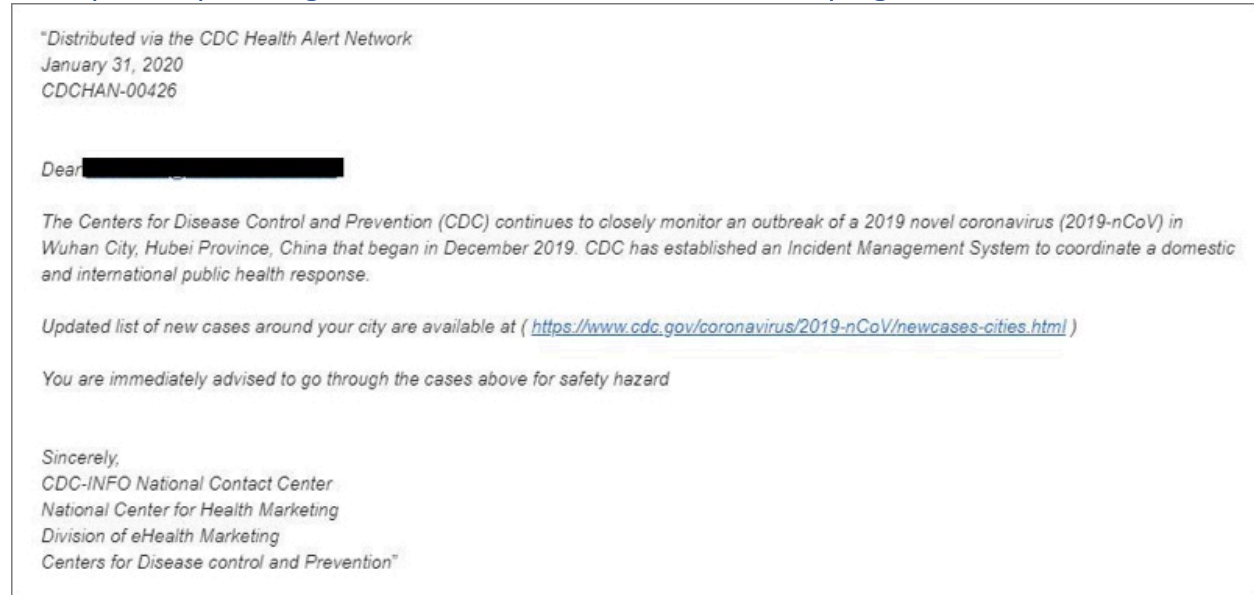 "Distributed via the CDC Health Alert Network
January 31, 2020
CDCHAN-00426
Dear
The Centers for Disease Control and Prevention (CDC) continues to closely monitor an outbreak of a 2019 novel coronavirus (2019-nCoV) in
Wuhan City, Hubei Province, China that began in December 2019. CDC has established an Incident Management System to coordinate a domestic
and international public health response.
Updated list of new cases around your city are available at ( https://www.cdc.gov/coronavirus/2019-nCoV/newcases-cities.html )
You are immediately advised to go through the cases above for safety hazard
Sincerely,
CDC-INFO National Contact Center
National Center for Health Marketing
Division of eHealth Marketing
Centers for Disease control and Prevention"